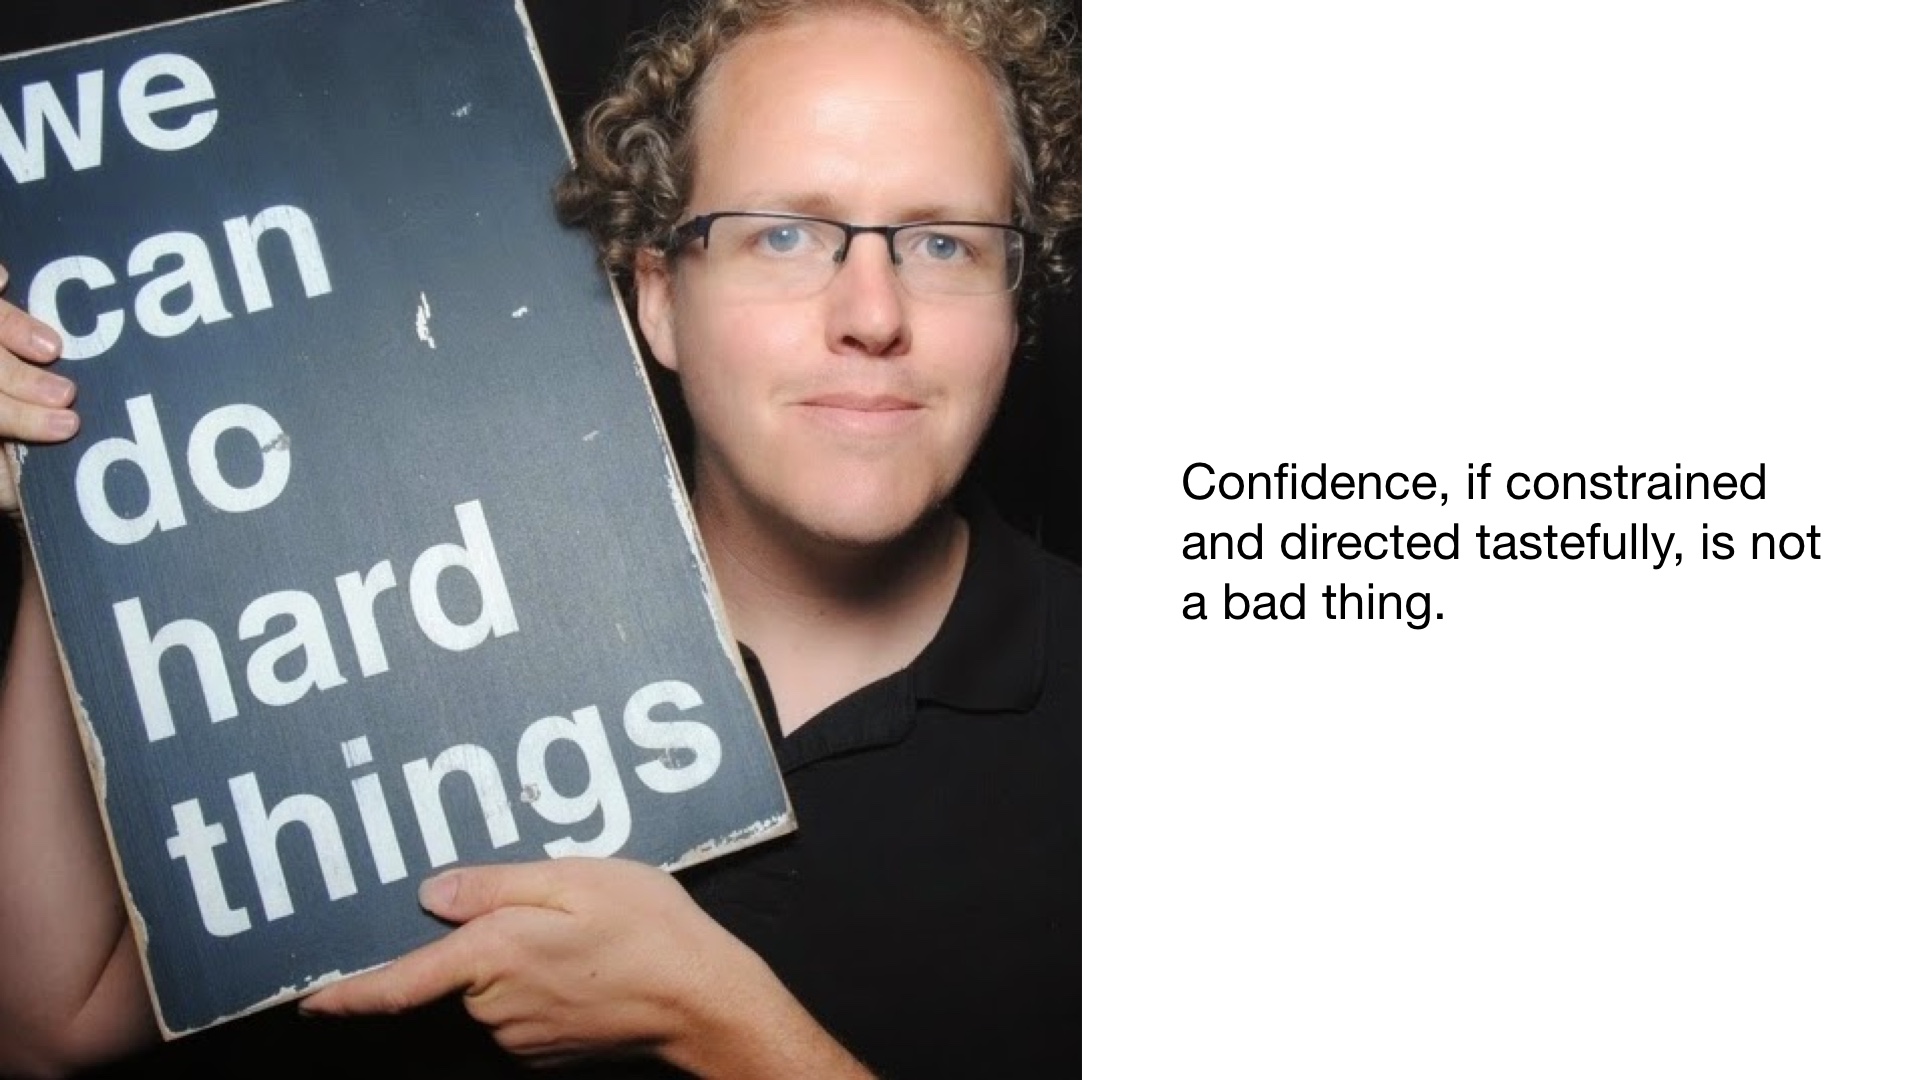 we
can
do
hard
things
Confidence, if constrained
and directed tastefully, is not
a bad thing.